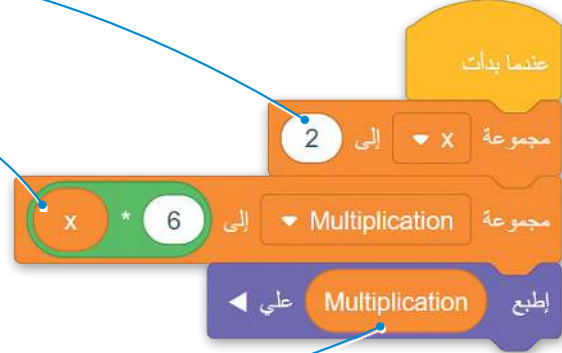 عندما بدأت
مجموعة x إلى 2
مجموعة Multiplication إلى 6 * x
إطبع Multiplication علي